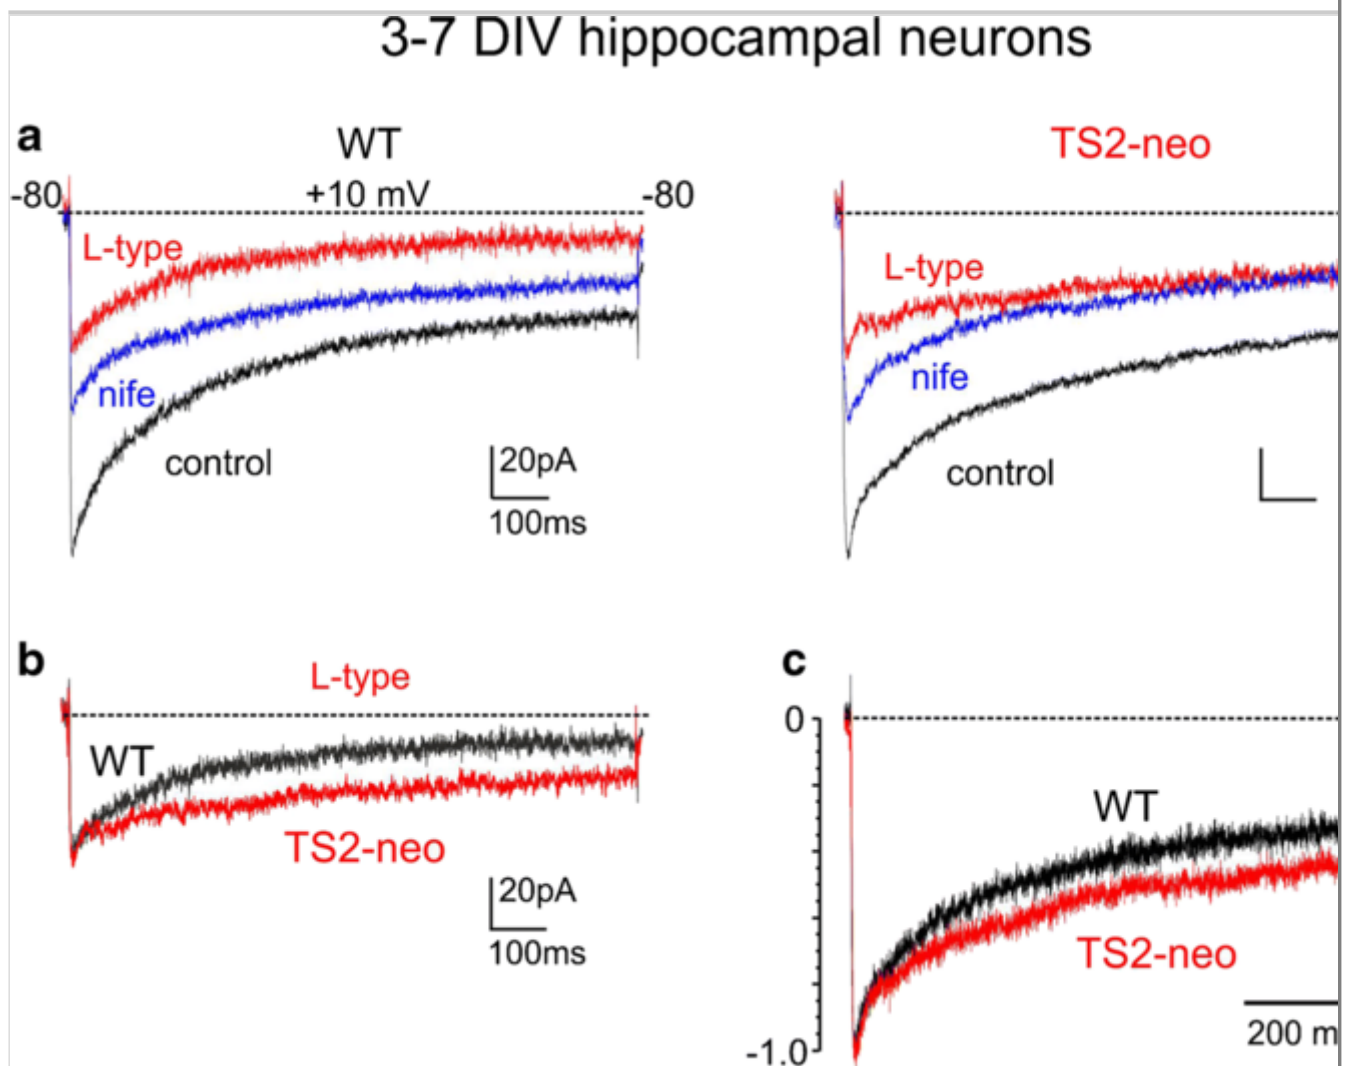 3-7 DIV hippocampal neurons
a
WT
TS2-neo
-80
+10 mV
-80
L-type
nife
control
20pA
100ms
L-type
nife
control
b
L-type
WT
TS2-neo
20pA
100ms
c
0
WT
TS2-neo
200 m
-1.0